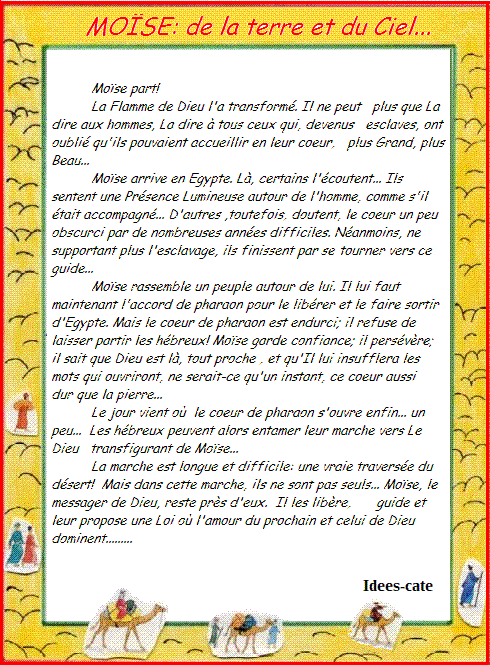 MOÏSE: de la terre et du Ciel...
Moïse part!
La Flamme de Dieu l'a transformé. Il ne peut plus que La
dire aux hommes, La dire à tous ceux qui, devenus esclaves, ont
oublié qu'ils pouvaient accueillir en leur coeur, plus Grand, plus
Beau...
Moïse arrive en Egypte. Là, certains l'écoutent... Ils
sentent une Présence Lumineuse autour de l'homme, comme s'il
était accompagné... D'autres ,toutefois, doutent, le coeur un peu
obscurci par de nombreuses années difficiles. Néanmoins, ne
supportant plus l'esclavage, ils finissent par se tourner vers ce
guide...
Moïse rassemble un peuple autour de lui. Il lui faut
maintenant l'accord de pharaon pour le libérer et le faire sortir
d'Egypte. Mais le coeur de pharaon est endurci; il refuse de
laisser partir les hébreux! Moïse garde confiance; il persévère;
il sait que Dieu est là, tout proche , et qu'Il lui insufflera les
mots qui ouvriront, ne serait-ce qu'un instant, ce coeur aussi
dur que la pierre...
Le jour vient où le coeur de pharaon s'ouvre enfin... un
peu... Les hébreux peuvent alors entamer leur marche vers Le
Dieu transfigurant de Moïse...
La marche est longue et difficile: une vraie traversée du
désert! Mais dans cette marche, ils ne sont pas seuls... Moïse, le
messager de Dieu, reste près d'eux. Il les libère, guide et
leur propose une Loi où l'amour du prochain et celui de Dieu
dominent.........
Idees-cate